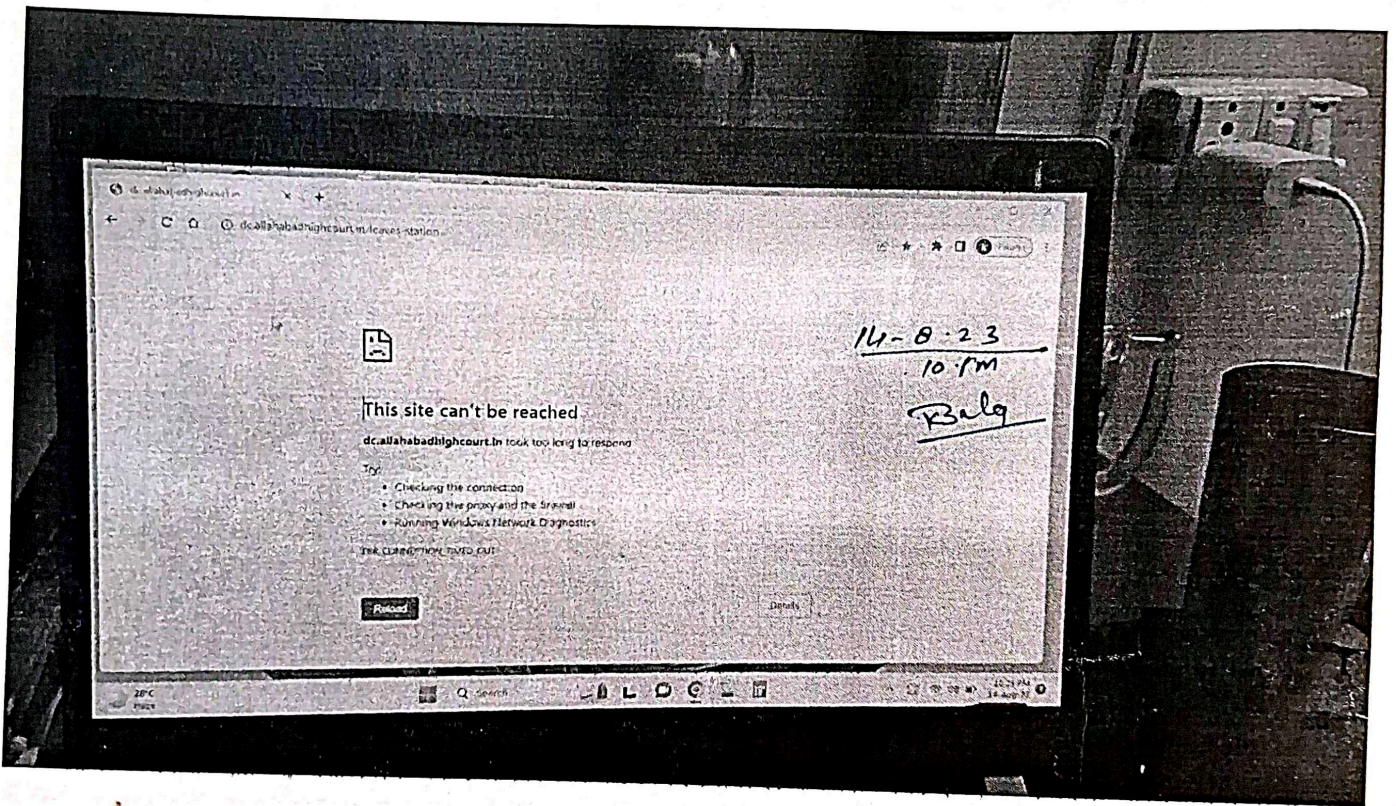 dc.allahabadhighcourt.in/leaves-station
14-8-23
10 PM
This site can't be reached
dc.allahabadhighcourt.in took too long to respond
Try:
• Checking the connection
• Checking the proxy and the firewall
• Running Windows Network Diagnostics
ERR_CONNECTION_TIMED_OUT
Reload
Details
28°C
Search